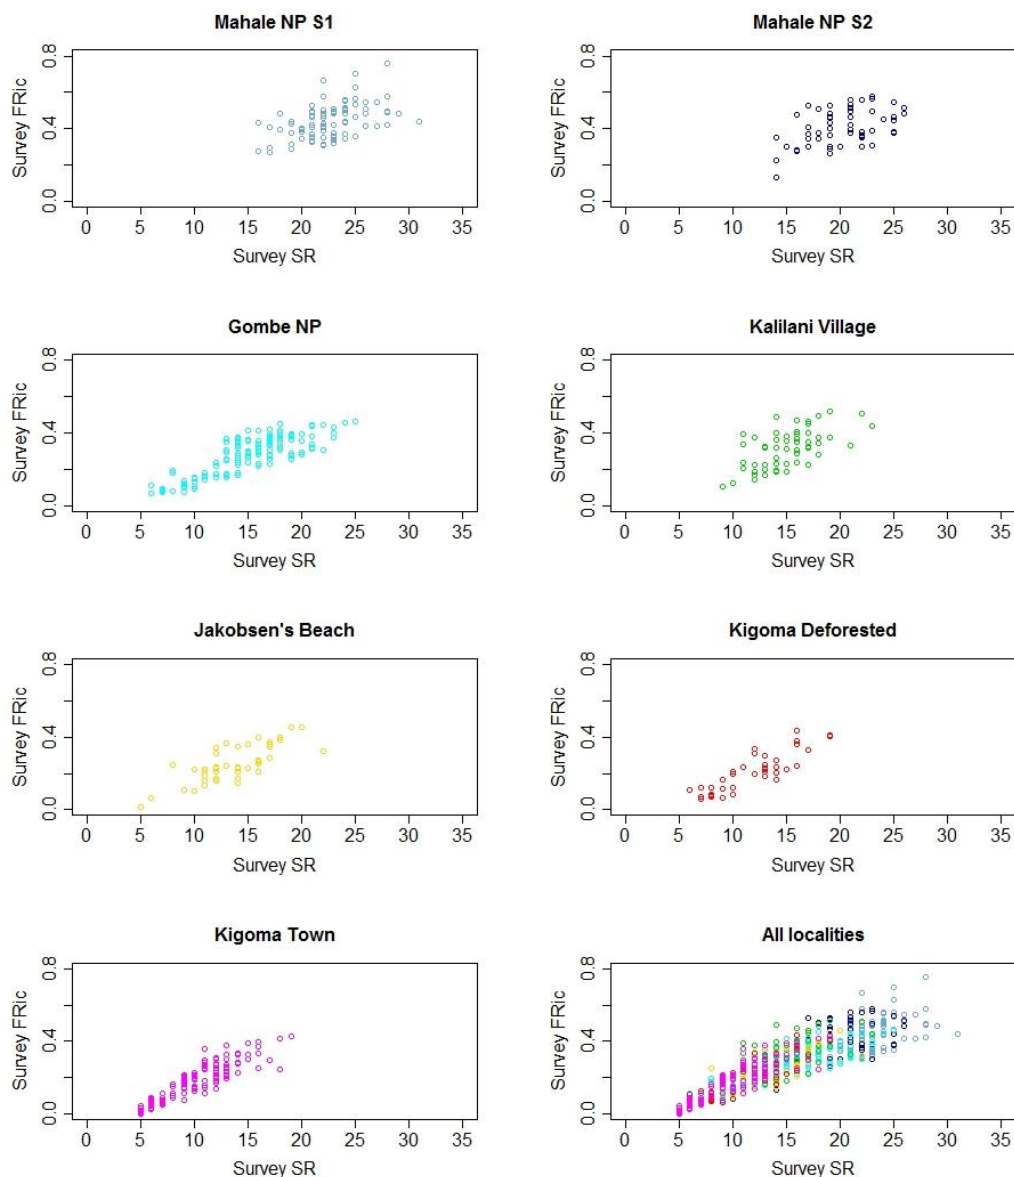 Mahale NP S1
Survey FRic
0.0 0.4 0.8
0 5 10 15 20 25 30 35
Survey SR
Mahale NP S2
Survey FRic
0.0 0.4 0.8
0 5 10 15 20 25 30 35
Survey SR
Gombe NP
Survey FRic
0.0 0.4 0.8
0 5 10 15 20 25 30 35
Survey SR
Kalilani Village
Survey FRic
0.0 0.4 0.8
0 5 10 15 20 25 30 35
Survey SR
Jakobsen's Beach
Survey FRic
0.0 0.4 0.8
0 5 10 15 20 25 30 35
Survey SR
Kigoma Deforested
Survey FRic
0.0 0.4 0.8
0 5 10 15 20 25 30 35
Survey SR
Kigoma Town
Survey FRic
0.0 0.4 0.8
0 5 10 15 20 25 30 35
Survey SR
All localities
Survey FRic
0.0 0.4 0.8
0 5 10 15 20 25 30 35
Survey SR